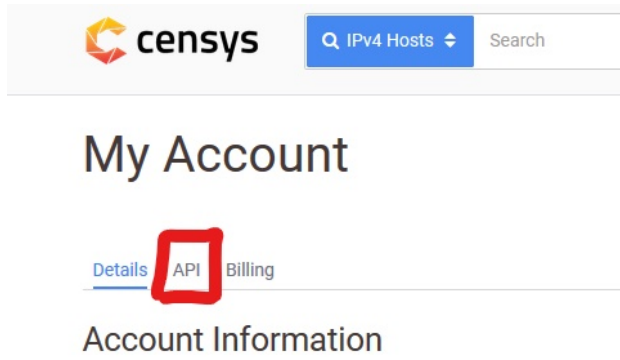 censys IPv4 Hosts Search
My Account
Details API Billing
Account Information